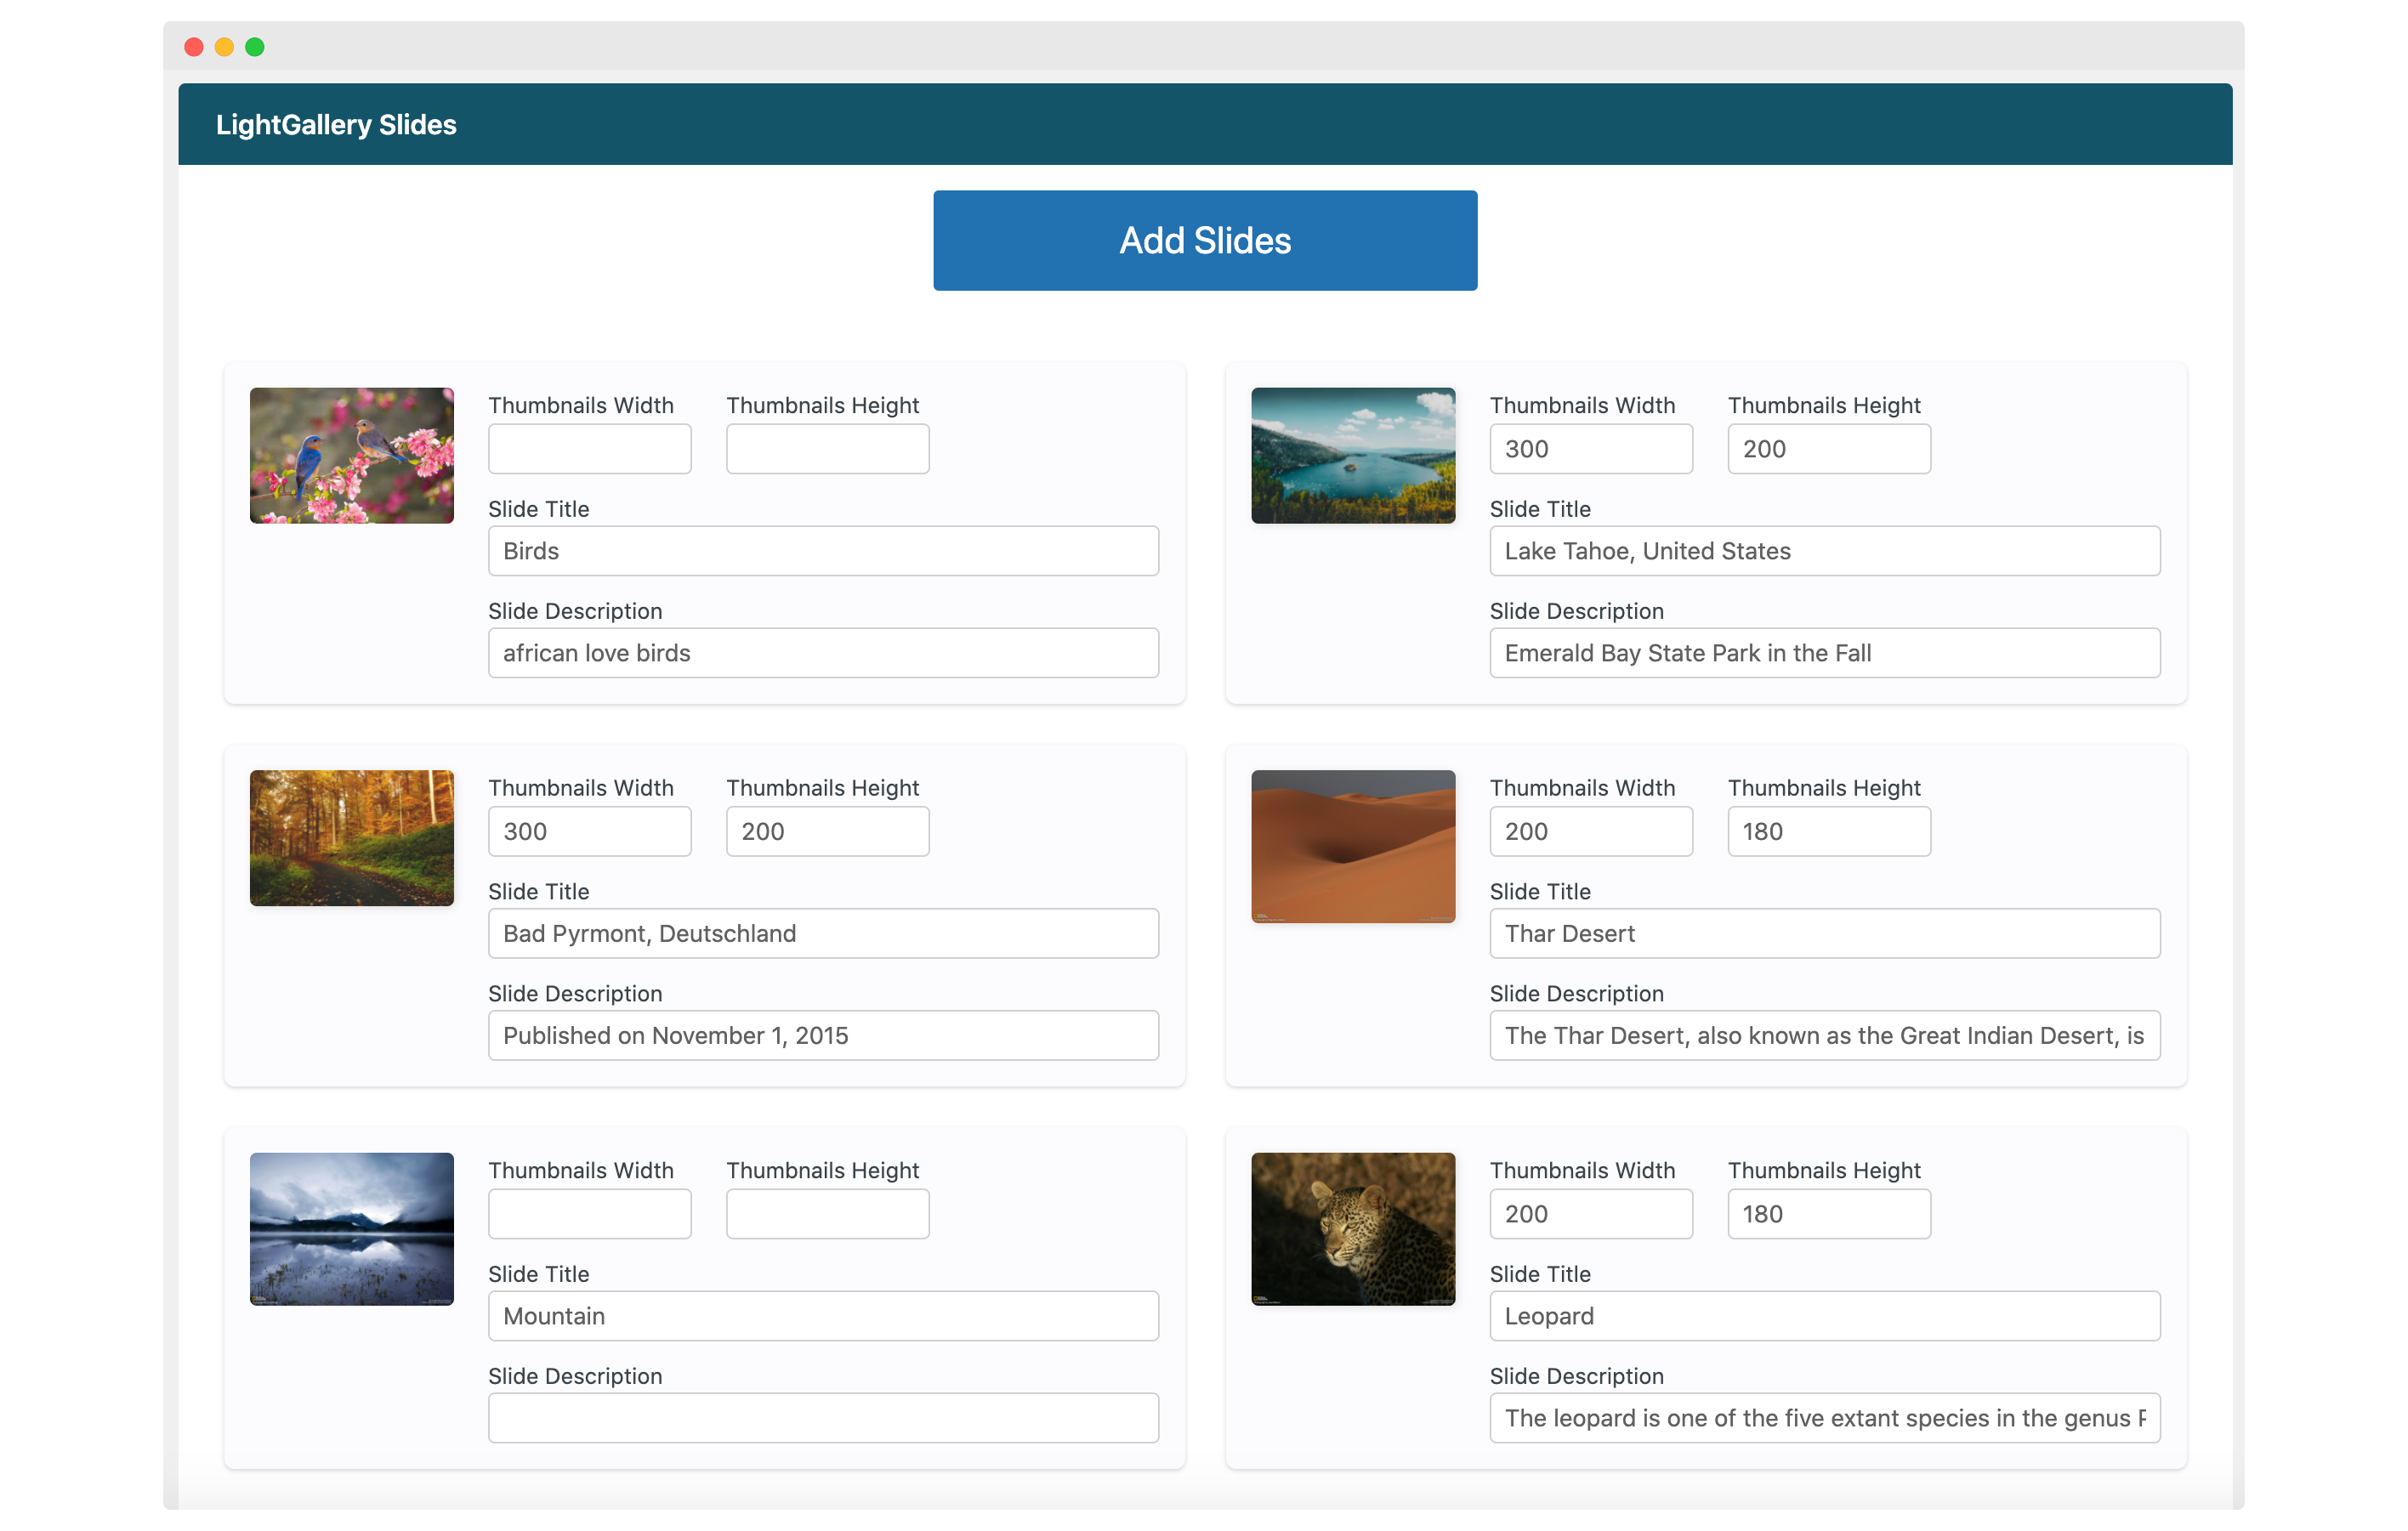 LightGallery Slides
Add Slides
Thumbnails Width Thumbnails Height
Slide Title
Birds
Slide Description
african love birds
Thumbnails Width Thumbnails Height
300 200
Slide Title
Lake Tahoe, United States
Slide Description
Emerald Bay State Park in the Fall
Thumbnails Width Thumbnails Height
300 200
Slide Title
Bad Pyrmont, Deutschland
Slide Description
Published on November 1, 2015
Thumbnails Width Thumbnails Height
200 180
Slide Title
Thar Desert
Slide Description
The Thar Desert, also known as the Great Indian Desert, is
Thumbnails Width Thumbnails Height
Slide Title
Mountain
Slide Description
Thumbnails Width Thumbnails Height
200 180
Slide Title
Leopard
Slide Description
The leopard is one of the five extant species in the genus